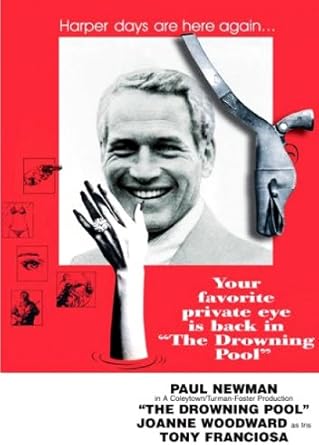 Harper days are here again...
Your
favorite
private eye
is back in
"The Drowning
Pool"
PAUL NEWMAN
in A Coleytown/Turman-Foster Production
"THE DROWNING POOL"
JOANNE WOODWARD as Iris
TONY FRANCIOSA